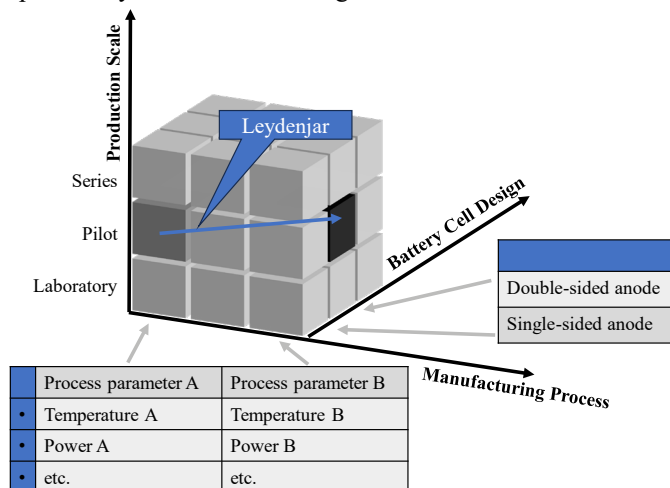 Production Scale
Leydenjar
Series
Pilot
Laboratory
Battery Cell Design
Double-sided anode
Single-sided anode
Manufacturing Process
Process parameter A Process parameter B
• Temperature A Temperature B
• Power A Power B
• etc. etc.